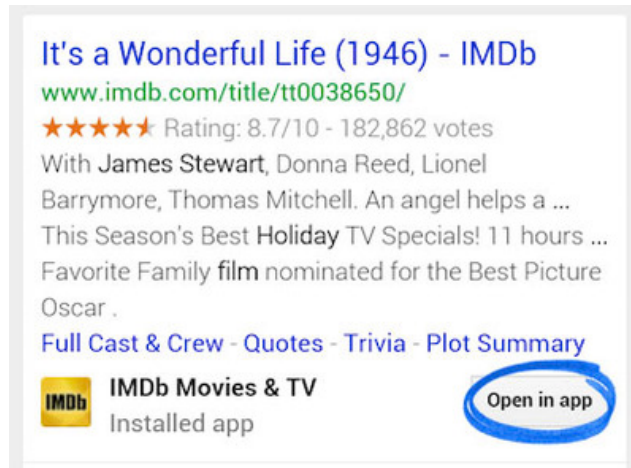 It's a Wonderful Life (1946) - IMDb
www.imdb.com/title/tt0038650/
Rating: 8.7/10 - 182,862 votes
With James Stewart, Donna Reed, Lionel
Barrymore, Thomas Mitchell. An angel helps a ...
This Season's Best Holiday TV Specials! 11 hours ...
Favorite Family film nominated for the Best Picture
Oscar .
Full Cast & Crew - Quotes - Trivia - Plot Summary
IMDb
IMDb Movies & TV
Installed app
Open in app